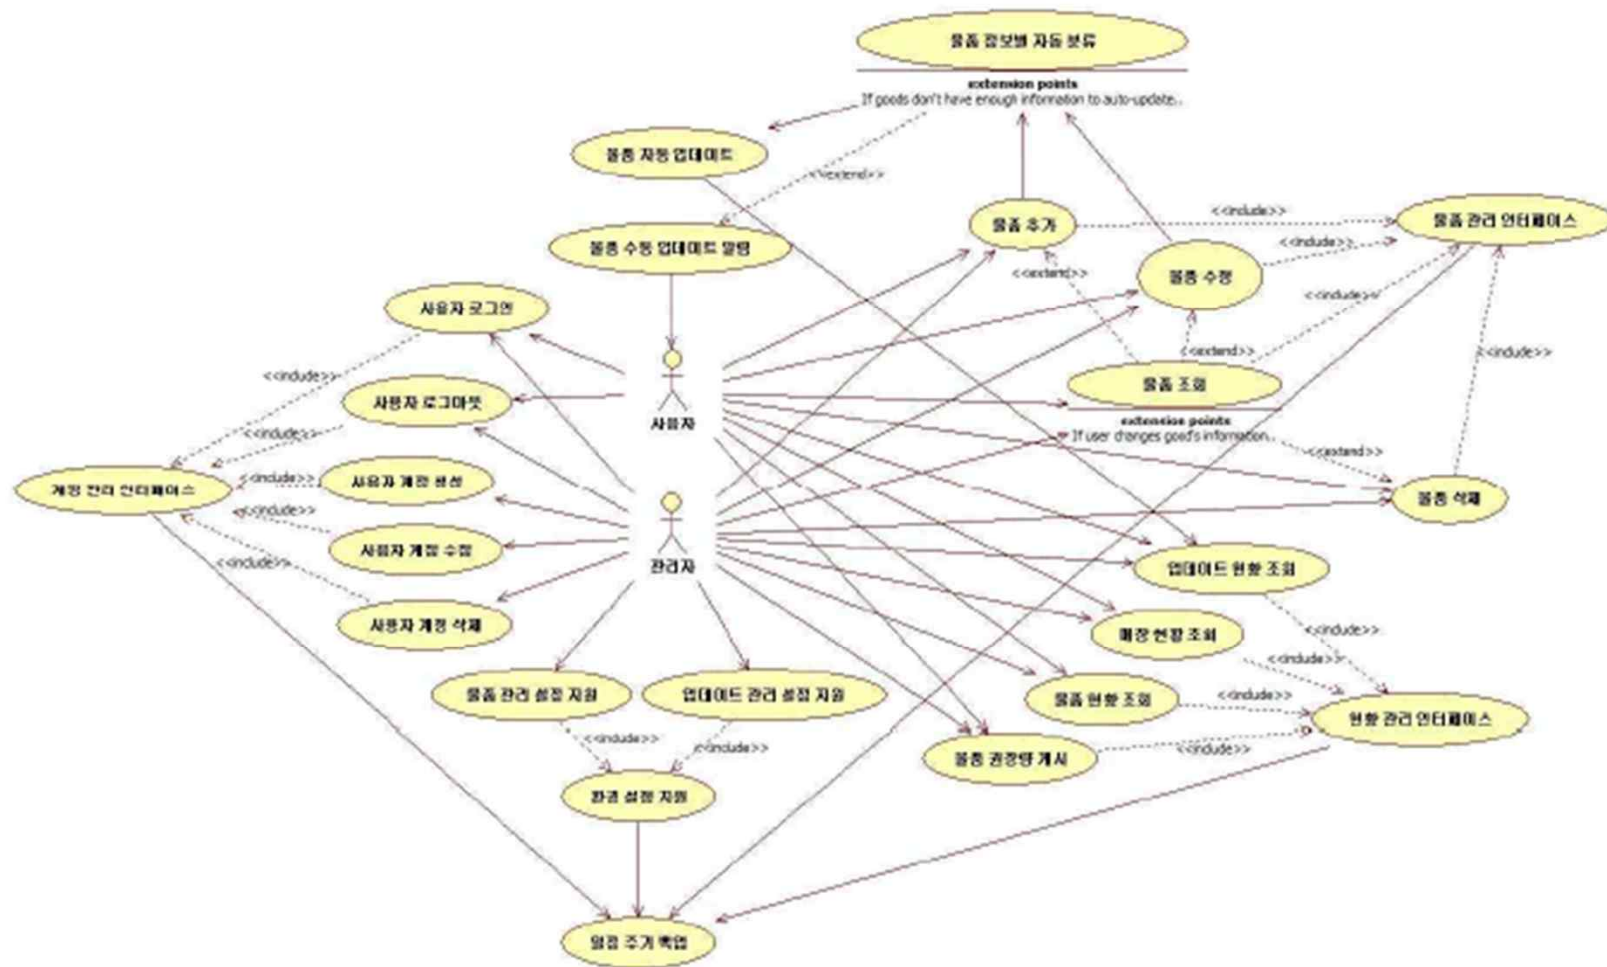 물품 정보별 자동 분류
extension points
If goods don't have enough information to auto-update..
물품 자동 업데이트
<<extend>>
물품 추가
<<include>>
물품 관리 인터페이스
물품 수동 업데이트 알림
<<include>>
물품 수정
<<extend>>
사용자 로그인
<<include>>
<<extend>>
<<include>>
<<include>>
물품 조회
사용자 로그아웃
사용자
extension points
If user changes good's information..
<<include>>
<<extend>>
계정 관리 인터페이스
<<include>>
사용자 계정 생성
물품 삭제
<<include>>
사용자 계정 수정
관리자
<<include>>
업데이트 현황 조회
사용자 계정 삭제
매장 현황 조회
<<include>>
<<include>>
물품 관리 설정 지원
업데이트 관리 설정 지원
물품 현황 조회
<<include>>
현황 관리 인터페이스
<<include>>
<<include>>
물품 권장량 게시
<<include>>
환경 설정 지원
일정 주기 백업